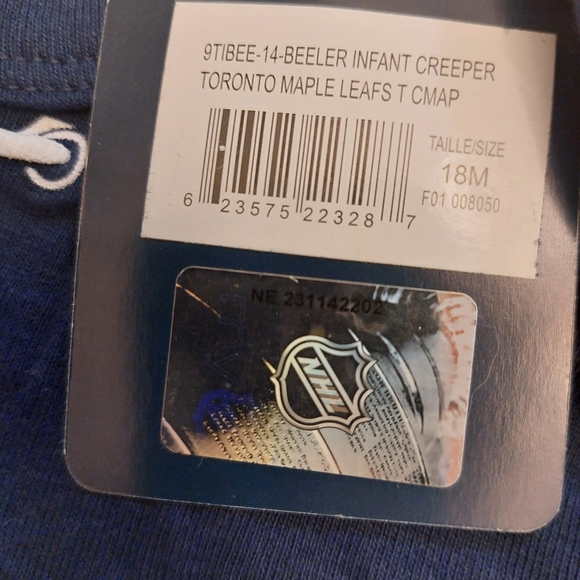 9TIBEE-14-BEELER INFANT CREEPER
TORONTO MAPLE LEAFS T CMAP
TAILLE/SIZE
18M
F01 008050
6 23575 22328 7
NE 231142202
NHL